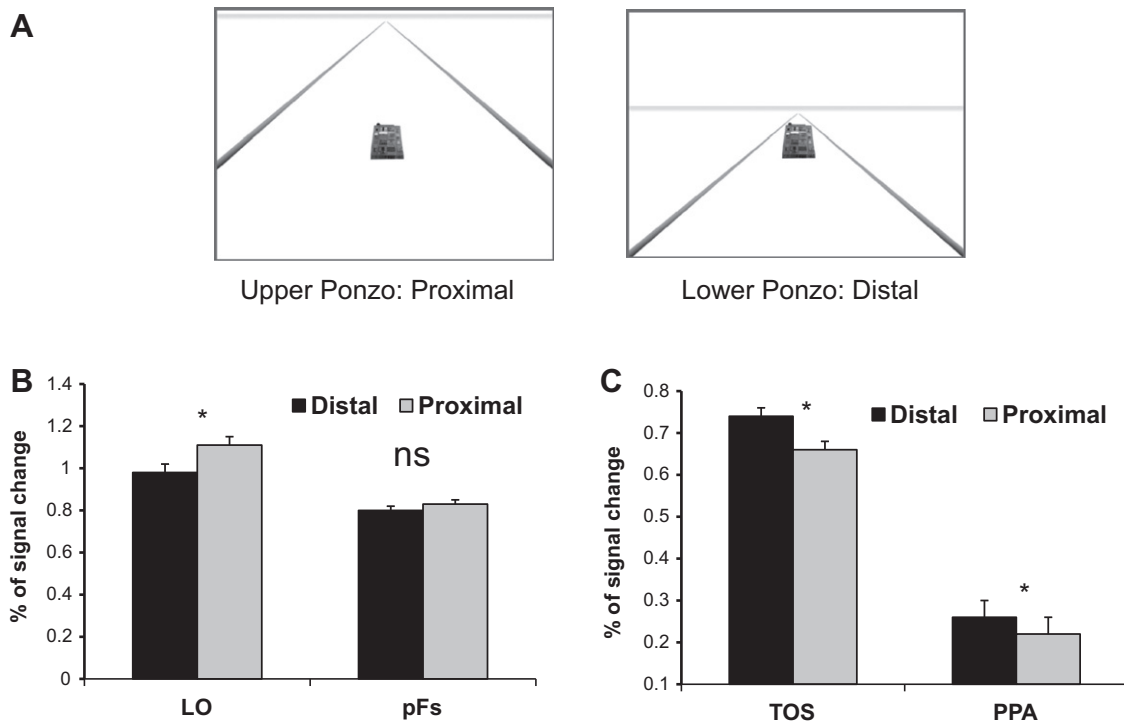 A
Upper Ponzo: Proximal
Lower Ponzo: Distal
B
% of signal change
1.4
1.2
1
0.8
0.6
0.4
0.2
0
Distal Proximal
*
ns
LO pFs
C
% of signal change
0.8
0.7
0.6
0.5
0.4
0.3
0.2
0.1
Distal Proximal
*
*
TOS PPA